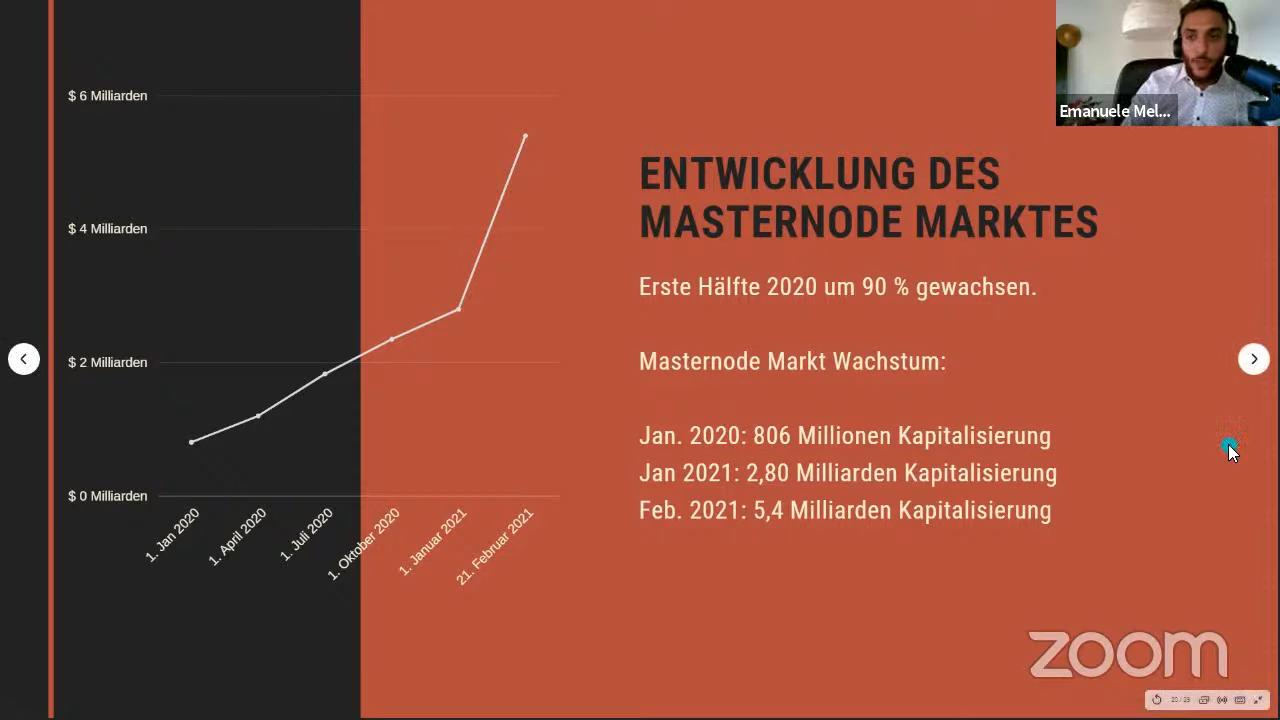 Emanuele Mel...
$ 6 Milliarden
$ 4 Milliarden
$ 2 Milliarden
$ 0 Milliarden
1. Jan 2020
1. April 2020
1. Juli 2020
1. Oktober 2020
1. Januar 2021
21. Februar 2021
ENTWICKLUNG DES
MASTERNODE MARKTES
Erste Hälfte 2020 um 90 % gewachsen.
Masternode Markt Wachstum:
Jan. 2020: 806 Millionen Kapitalisierung
Jan 2021: 2,80 Milliarden Kapitalisierung
Feb. 2021: 5,4 Milliarden Kapitalisierung
zoom